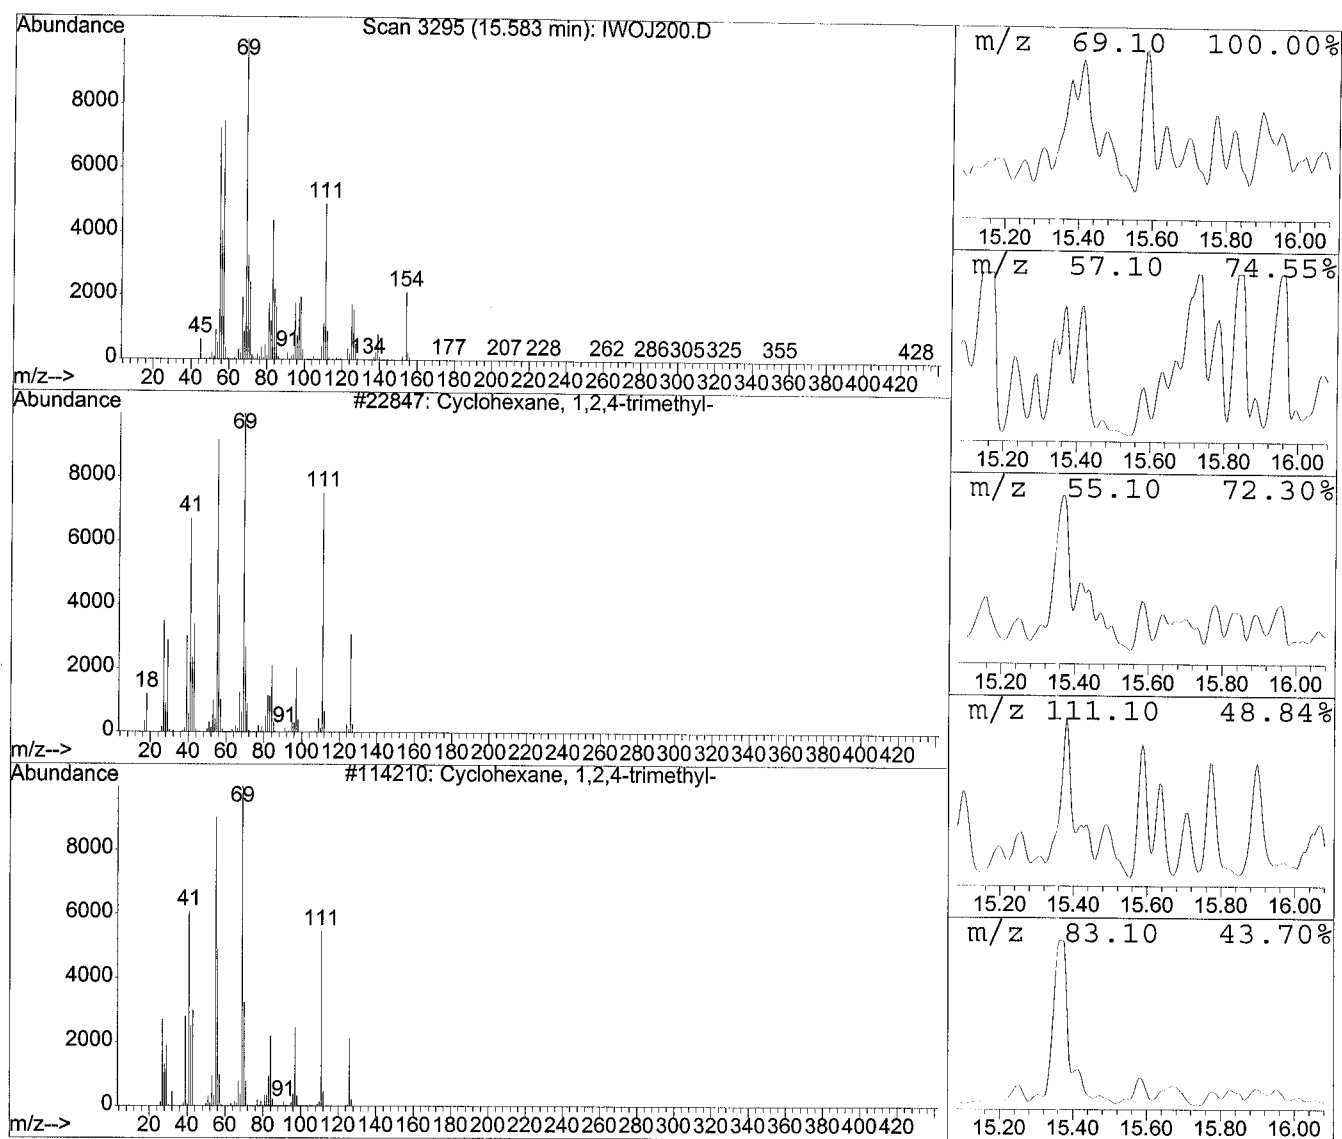 Abundance
Scan 3295 (15.583 min): IWOJ200.D
69
8000
6000
111
4000
154
2000
45
91
134
177 207 228 262 286305325 355 428
0
m/z-->
20 40 60 80 100 120 140 160 180 200 220 240 260 280 300 320 340 360 380 400 420
Abundance
#22847: Cyclohexane, 1,2,4-trimethyl-
69
8000
111
41
6000
4000
2000
18
91
0
m/z-->
20 40 60 80 100 120 140 160 180 200 220 240 260 280 300 320 340 360 380 400 420
Abundance
#114210: Cyclohexane, 1,2,4-trimethyl-
69
8000
41
111
6000
4000
2000
91
0
m/z-->
20 40 60 80 100 120 140 160 180 200 220 240 260 280 300 320 340 360 380 400 420
m/z 69.10 100.00%
15.20 15.40 15.60 15.80 16.00
m/z 57.10 74.55%
15.20 15.40 15.60 15.80 16.00
m/z 55.10 72.30%
15.20 15.40 15.60 15.80 16.00
m/z 111.10 48.84%
15.20 15.40 15.60 15.80 16.00
m/z 83.10 43.70%
15.20 15.40 15.60 15.80 16.00